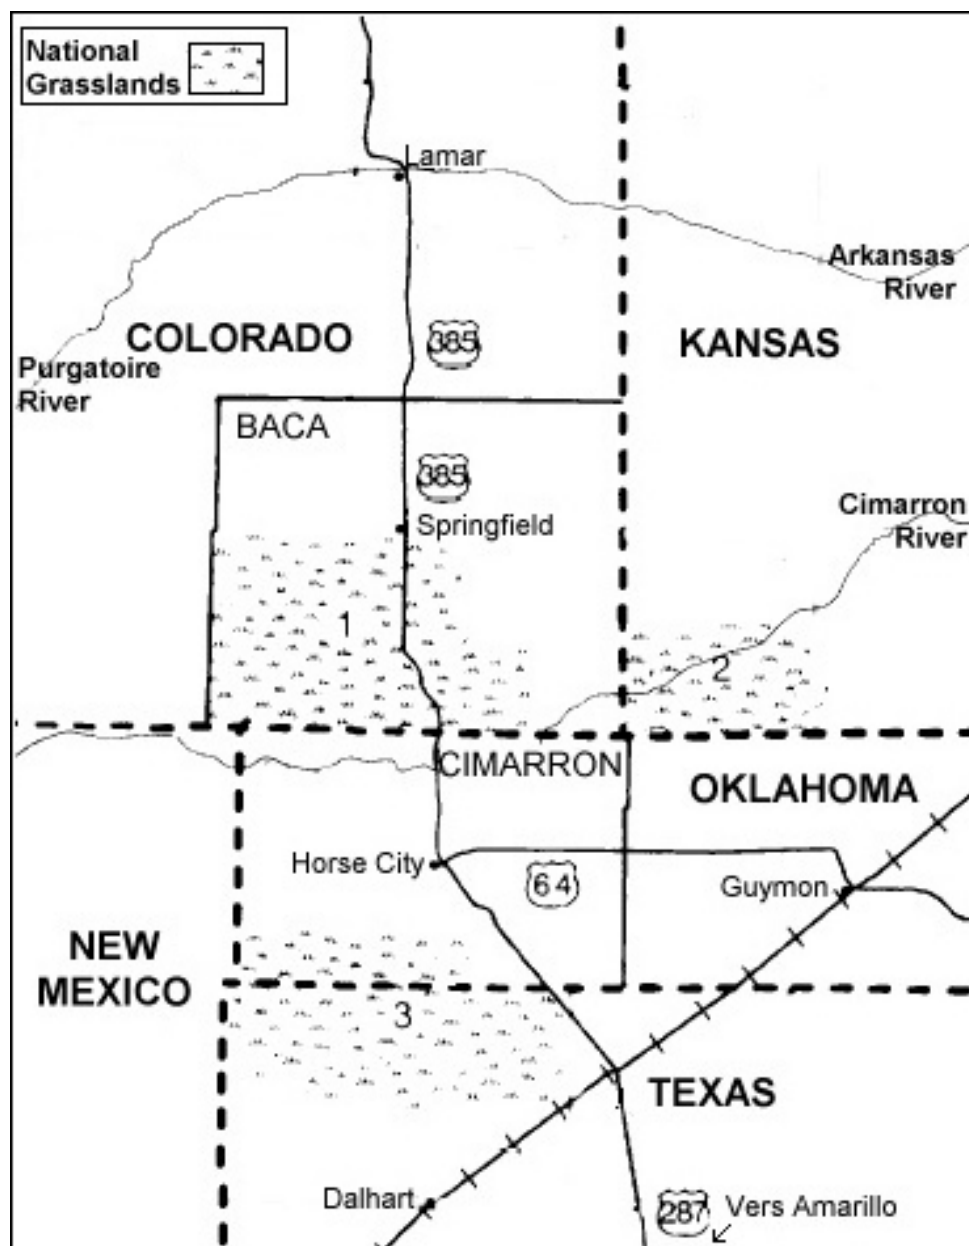 National
Grasslands
Lamar
Arkansas
River
COLORADO
385
KANSAS
Purgatoire
River
BACA
385
Cimarron
River
Springfield
1
2
CIMARRON
OKLAHOMA
Horse City
64
Guymon
NEW
MEXICO
3
TEXAS
Dalhart
287
Vers Amarillo